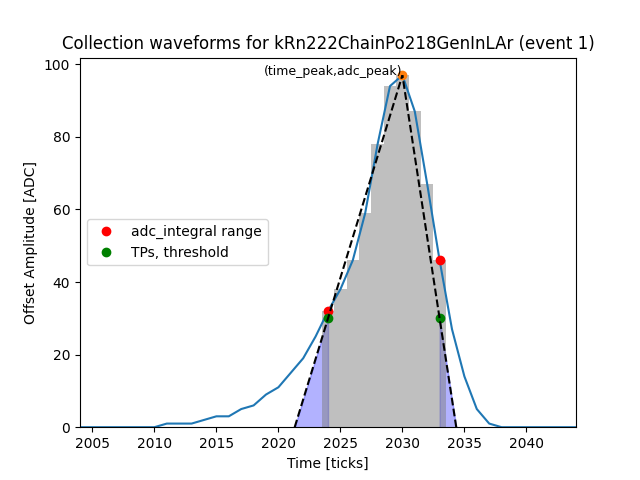 Collection waveforms for kRn222ChainPo218GenInLAr (event 1)
100
(time_peak,adc_peak)
80
60
40
20
0
Offset Amplitude [ADC]
adc_integral range
TPs, threshold
2005 2010 2015 2020 2025 2030 2035 2040
Time [ticks]